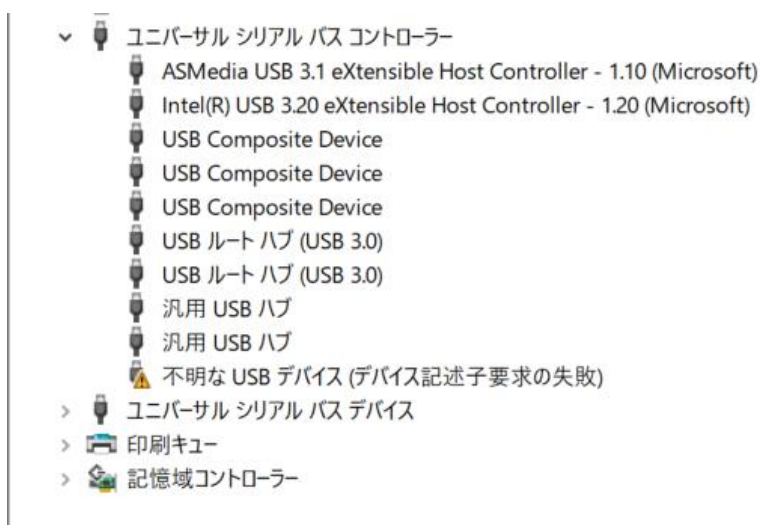 ユニバーサル シリアル バス コントローラー
ASMedia USB 3.1 eXtensible Host Controller - 1.10 (Microsoft)
Intel(R) USB 3.20 eXtensible Host Controller - 1.20 (Microsoft)
USB Composite Device
USB Composite Device
USB Composite Device
USB ルート ハブ (USB 3.0)
USB ルート ハブ (USB 3.0)
汎用 USB ハブ
汎用 USB ハブ
不明な USB デバイス (デバイス記述子要求の失敗)
ユニバーサル シリアル バス デバイス
印刷キュー
記憶域コントローラー